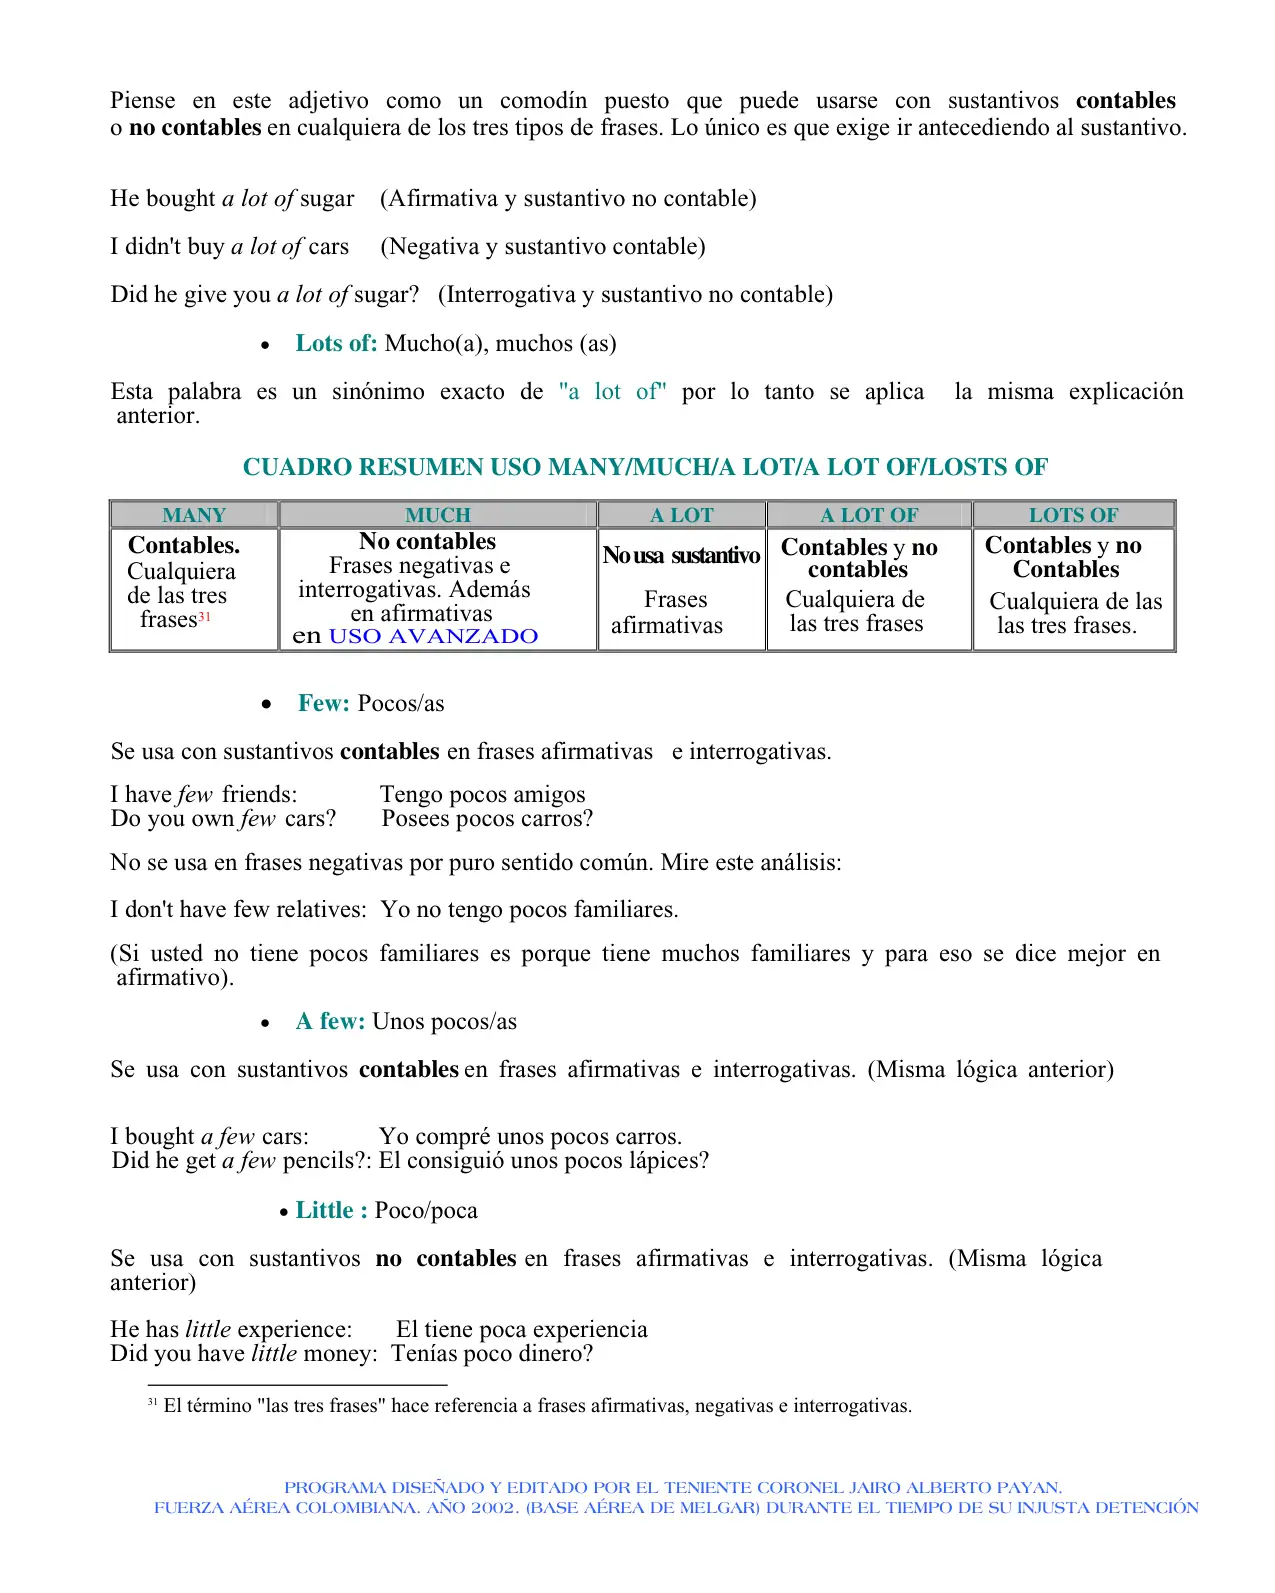 Piense en este adjetivo como un comodín puesto que puede usarse con sustantivos contables
o no contables en cualquiera de los tres tipos de frases. Lo único es que exige ir antecediendo al sustantivo.
He bought a lot of sugar (Afirmativa y sustantivo no contable)
I didn't buy a lot of cars (Negativa y sustantivo contable)
Did he give you a lot of sugar? (Interrogativa y sustantivo no contable)
• Lots of: Mucho(a), muchos (as)
Esta palabra es un sinónimo exacto de "a lot of" por lo tanto se aplica la misma explicación
anterior.
CUADRO RESUMEN USO MANY/MUCH/A LOT/A LOT OF/LOSTS OF
MANY MUCH A LOT A LOT OF LOTS OF
Contables.
Cualquiera
de las tres
frases31
No contables
Frases negativas e
interrogativas. Además
en afirmativas
en USO AVANZADO
No usa sustantivo
Frases
afirmativas
Contables y no
contables
Cualquiera de
las tres frases
Contables y no
Contables
Cualquiera de las
las tres frases.
• Few: Pocos/as
Se usa con sustantivos contables en frases afirmativas e interrogativas.
I have few friends: Tengo pocos amigos
Do you own few cars? Posees pocos carros?
No se usa en frases negativas por puro sentido común. Mire este análisis:
I don't have few relatives: Yo no tengo pocos familiares.
(Si usted no tiene pocos familiares es porque tiene muchos familiares y para eso se dice mejor en
afirmativo).
• A few: Unos pocos/as
Se usa con sustantivos contables en frases afirmativas e interrogativas. (Misma lógica anterior)
I bought a few cars: Yo compré unos pocos carros.
Did he get a few pencils?: El consiguió unos pocos lápices?
• Little : Poco/poca
Se usa con sustantivos no contables en frases afirmativas e interrogativas. (Misma lógica
anterior)
He has little experience: El tiene poca experiencia
Did you have little money: Tenías poco dinero?
31 El término "las tres frases" hace referencia a frases afirmativas, negativas e interrogativas.
PROGRAMA DISEÑADO Y EDITADO POR EL TENIENTE CORONEL JAIRO ALBERTO PAYAN.
FUERZA AÉREA COLOMBIANA. AÑO 2002. (BASE AÉREA DE MELGAR) DURANTE EL TIEMPO DE SU INJUSTA DETENCIÓN